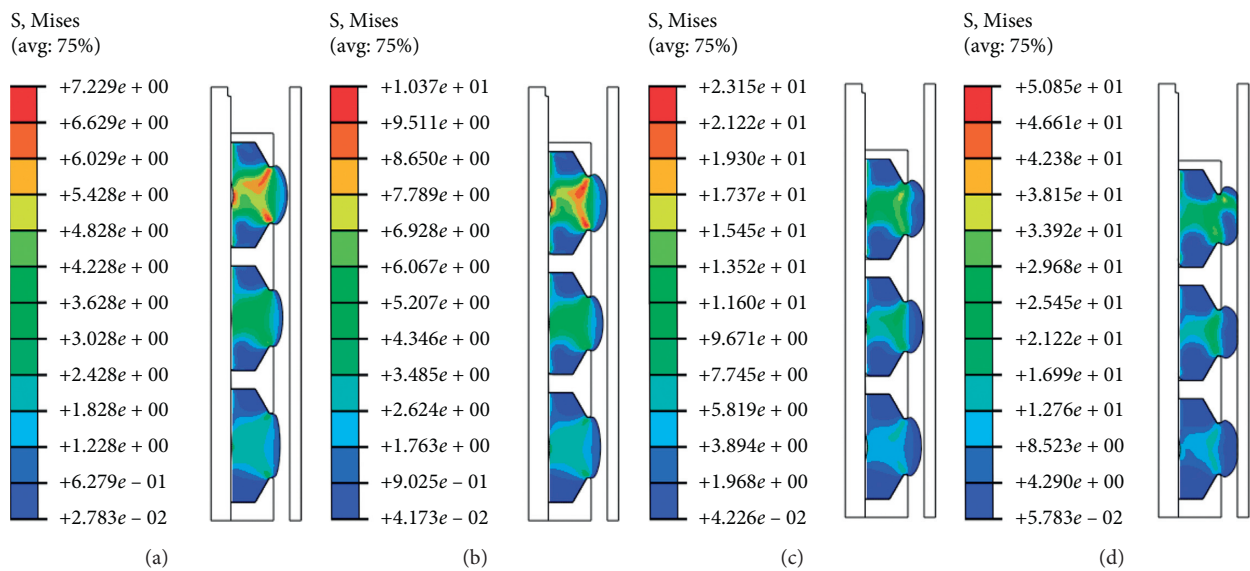 S, Mises
(avg: 75%)
+7.229e + 00
+6.629e + 00
+6.029e + 00
+5.428e + 00
+4.828e + 00
+4.228e + 00
+3.628e + 00
+3.028e + 00
+2.428e + 00
+1.828e + 00
+1.228e + 00
+6.279e – 01
+2.783e – 02
(a)
S, Mises
(avg: 75%)
+1.037e + 01
+9.511e + 00
+8.650e + 00
+7.789e + 00
+6.928e + 00
+6.067e + 00
+5.207e + 00
+4.346e + 00
+3.485e + 00
+2.624e + 00
+1.763e + 00
+9.025e – 01
+4.173e – 02
(b)
S, Mises
(avg: 75%)
+2.315e + 01
+2.122e + 01
+1.930e + 01
+1.737e + 01
+1.545e + 01
+1.352e + 01
+1.160e + 01
+9.671e + 00
+7.745e + 00
+5.819e + 00
+3.894e + 00
+1.968e + 00
+4.226e – 02
(c)
S, Mises
(avg: 75%)
+5.085e + 01
+4.661e + 01
+4.238e + 01
+3.815e + 01
+3.392e + 01
+2.968e + 01
+2.545e + 01
+2.122e + 01
+1.699e + 01
+1.276e + 01
+8.523e + 00
+4.290e + 00
+5.783e – 02
(d)